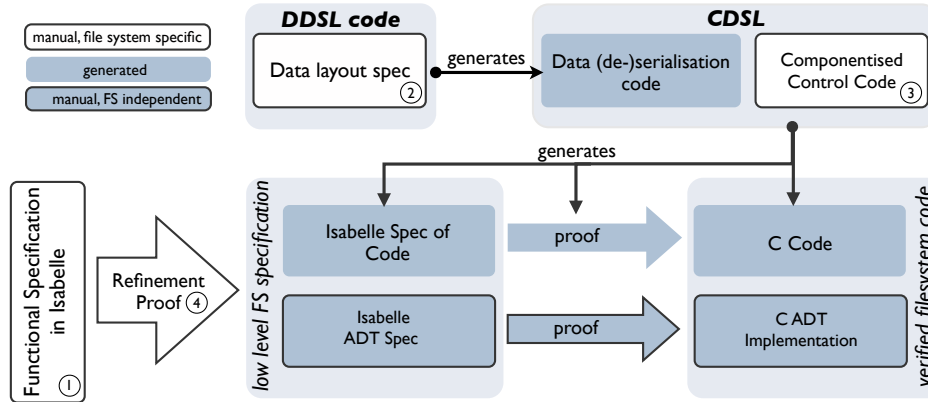 manual, file system specific
generated
manual, FS independent
DDSL code
Data layout spec
2
generates
CDSL
Data (de-)serialisation
code
Componentised
Control Code
3
generates
Functional Specification
in Isabelle
1
Refinement
Proof 4
low level FS specification
Isabelle Spec of
Code
proof
C Code
Isabelle
ADT Spec
proof
C ADT
Implementation
verified filesystem code